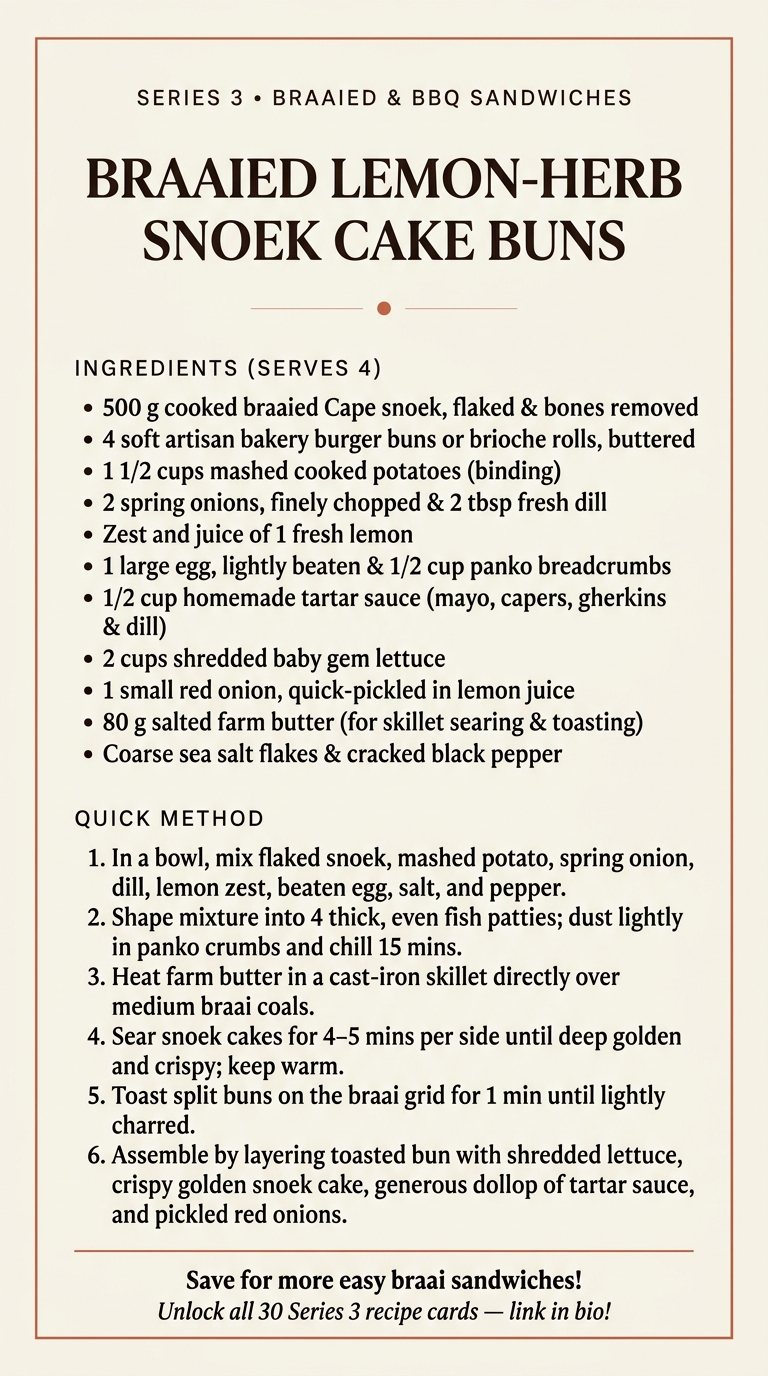 SERIES 3 • BRAAIED & BBQ SANDWICHES
BRAAIED LEMON-HERB
SNOEK CAKE BUNS
INGREDIENTS (SERVES 4)
• 500 g cooked braaied Cape snoek, flaked & bones removed
• 4 soft artisan bakery burger buns or brioche rolls, buttered
• 1 1/2 cups mashed cooked potatoes (binding)
• 2 spring onions, finely chopped & 2 tbsp fresh dill
• Zest and juice of 1 fresh lemon
• 1 large egg, lightly beaten & 1/2 cup panko breadcrumbs
• 1/2 cup homemade tartar sauce (mayo, capers, gherkins
& dill)
• 2 cups shredded baby gem lettuce
• 1 small red onion, quick-pickled in lemon juice
• 80 g salted farm butter (for skillet searing & toasting)
• Coarse sea salt flakes & cracked black pepper
QUICK METHOD
1. In a bowl, mix flaked snoek, mashed potato, spring onion,
dill, lemon zest, beaten egg, salt, and pepper.
2. Shape mixture into 4 thick, even fish patties; dust lightly
in panko crumbs and chill 15 mins.
3. Heat farm butter in a cast-iron skillet directly over
medium braai coals.
4. Sear snoek cakes for 4–5 mins per side until deep golden
and crispy; keep warm.
5. Toast split buns on the braai grid for 1 min until lightly
charred.
6. Assemble by layering toasted bun with shredded lettuce,
crispy golden snoek cake, generous dollop of tartar sauce,
and pickled red onions.
Save for more easy braai sandwiches!
Unlock all 30 Series 3 recipe cards — link in bio!